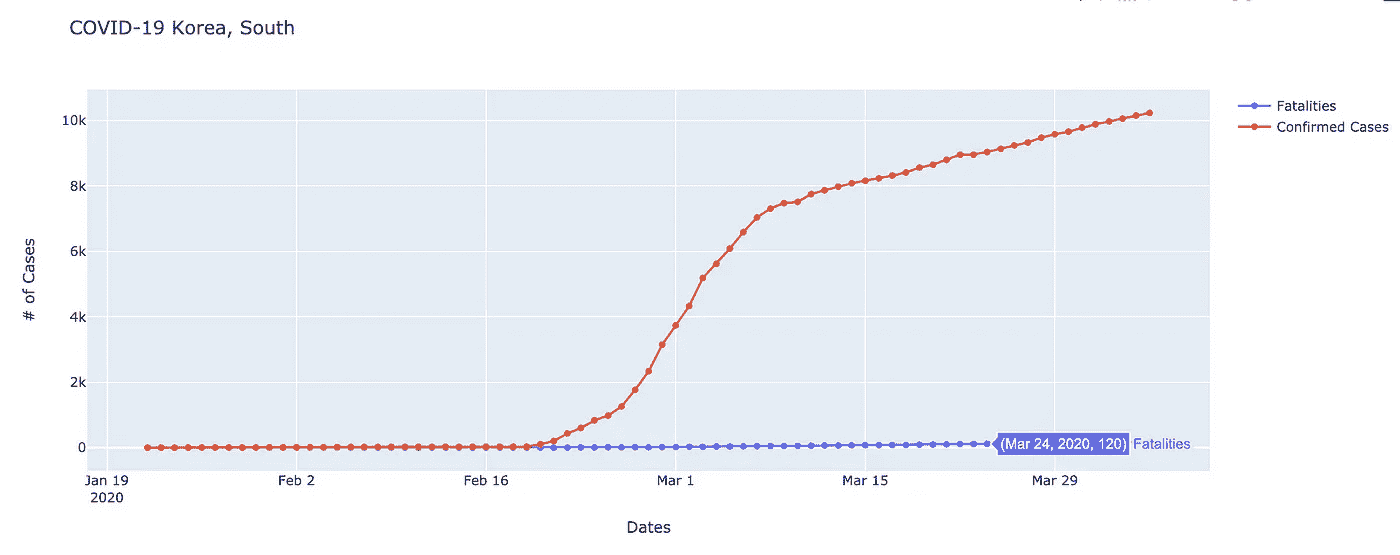 COVID-19 Korea, South
Fatalities
Confirmed Cases
# of Cases
10k
8k
6k
4k
2k
0
(Mar 24, 2020, 120) Fatalities
Jan 19 Feb 2 Feb 16 Mar 1 Mar 15 Mar 29
2020
Dates